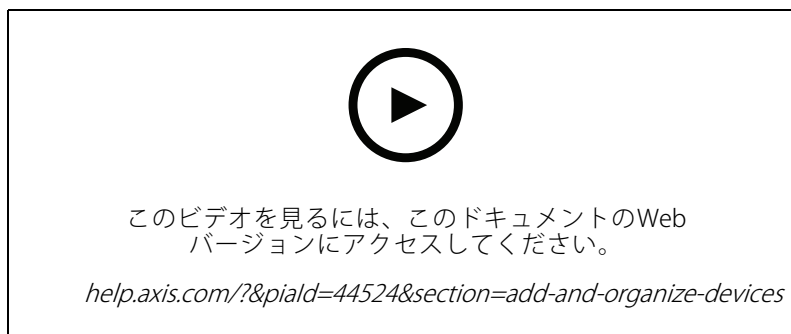 このビデオを見るには、このドキュメントのWeb
バージョンにアクセスしてください。
help.axis.com/?&piaId=44524&section=add-and-organize-devices